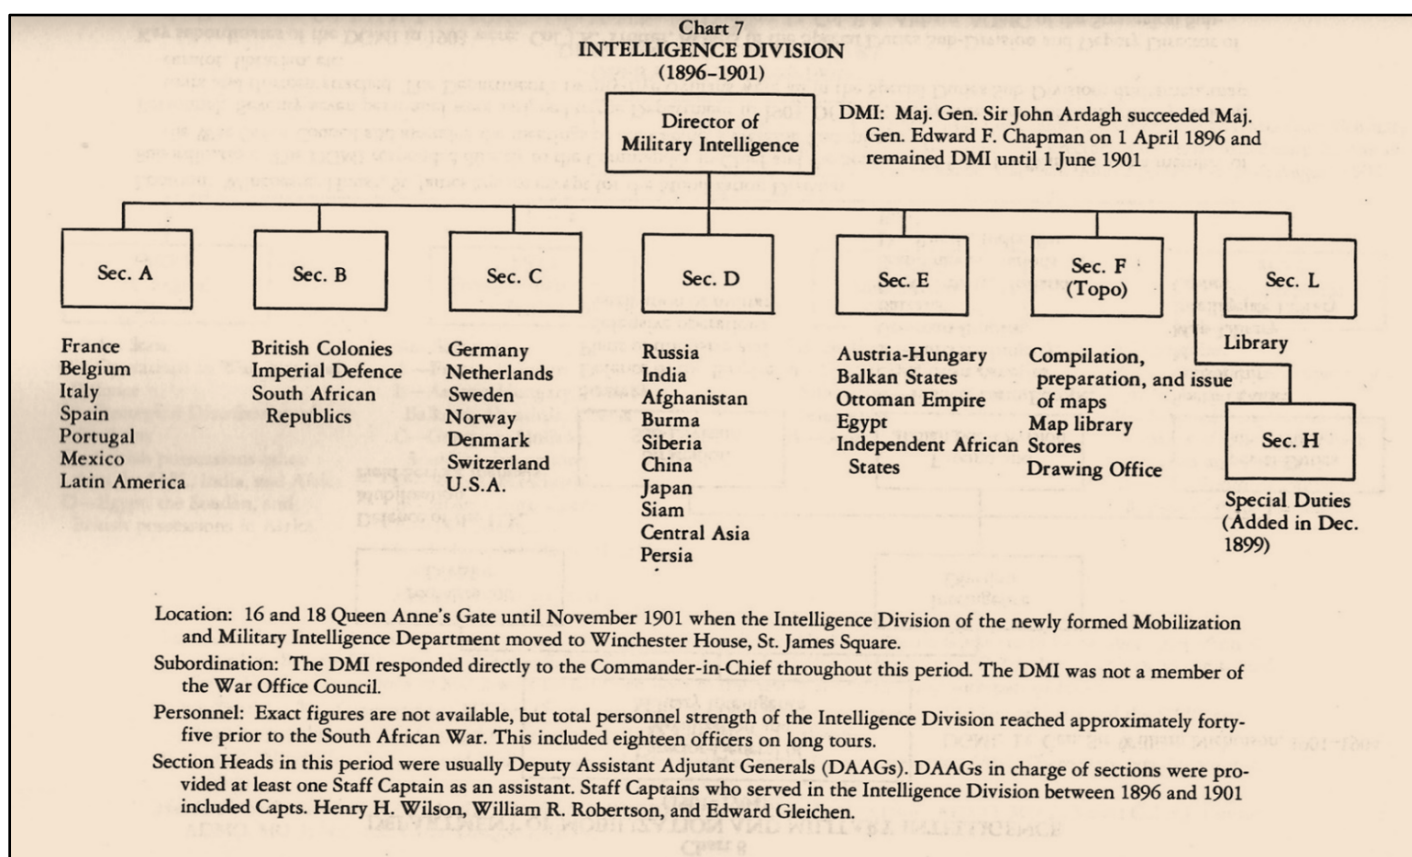 Chart 7
INTELLIGENCE DIVISION
(1896–1901)
Director of
Military Intelligence
DMI: Maj. Gen. Sir John Ardagh succeeded Maj.
Gen. Edward F. Chapman on 1 April 1896 and
remained DMI until 1 June 1901
Sec. A
France
Belgium
Italy
Spain
Portugal
Mexico
Latin America
Sec. B
British Colonies
Imperial Defence
South African
Republics
Sec. C
Germany
Netherlands
Sweden
Norway
Denmark
Switzerland
U.S.A.
Sec. D
Russia
India
Afghanistan
Burma
Siberia
China
Japan
Siam
Central Asia
Persia
Sec. E
Austria-Hungary
Balkan States
Ottoman Empire
Egypt
Independent African
States
Sec. F
(Topo)
Compilation,
preparation, and issue
of maps
Map library
Stores
Drawing Office
Sec. L
Library
Sec. H
Special Duties
(Added in Dec.
1899)
Location: 16 and 18 Queen Anne's Gate until November 1901 when the Intelligence Division of the newly formed Mobilization
and Military Intelligence Department moved to Winchester House, St. James Square.
Subordination: The DMI responded directly to the Commander-in-Chief throughout this period. The DMI was not a member of
the War Office Council.
Personnel: Exact figures are not available, but total personnel strength of the Intelligence Division reached approximately forty-
five prior to the South African War. This included eighteen officers on long tours.
Section Heads in this period were usually Deputy Assistant Adjutant Generals (DAAGs). DAAGs in charge of sections were pro-
vided at least one Staff Captain as an assistant. Staff Captains who served in the Intelligence Division between 1896 and 1901
included Capts. Henry H. Wilson, William R. Robertson, and Edward Gleichen.